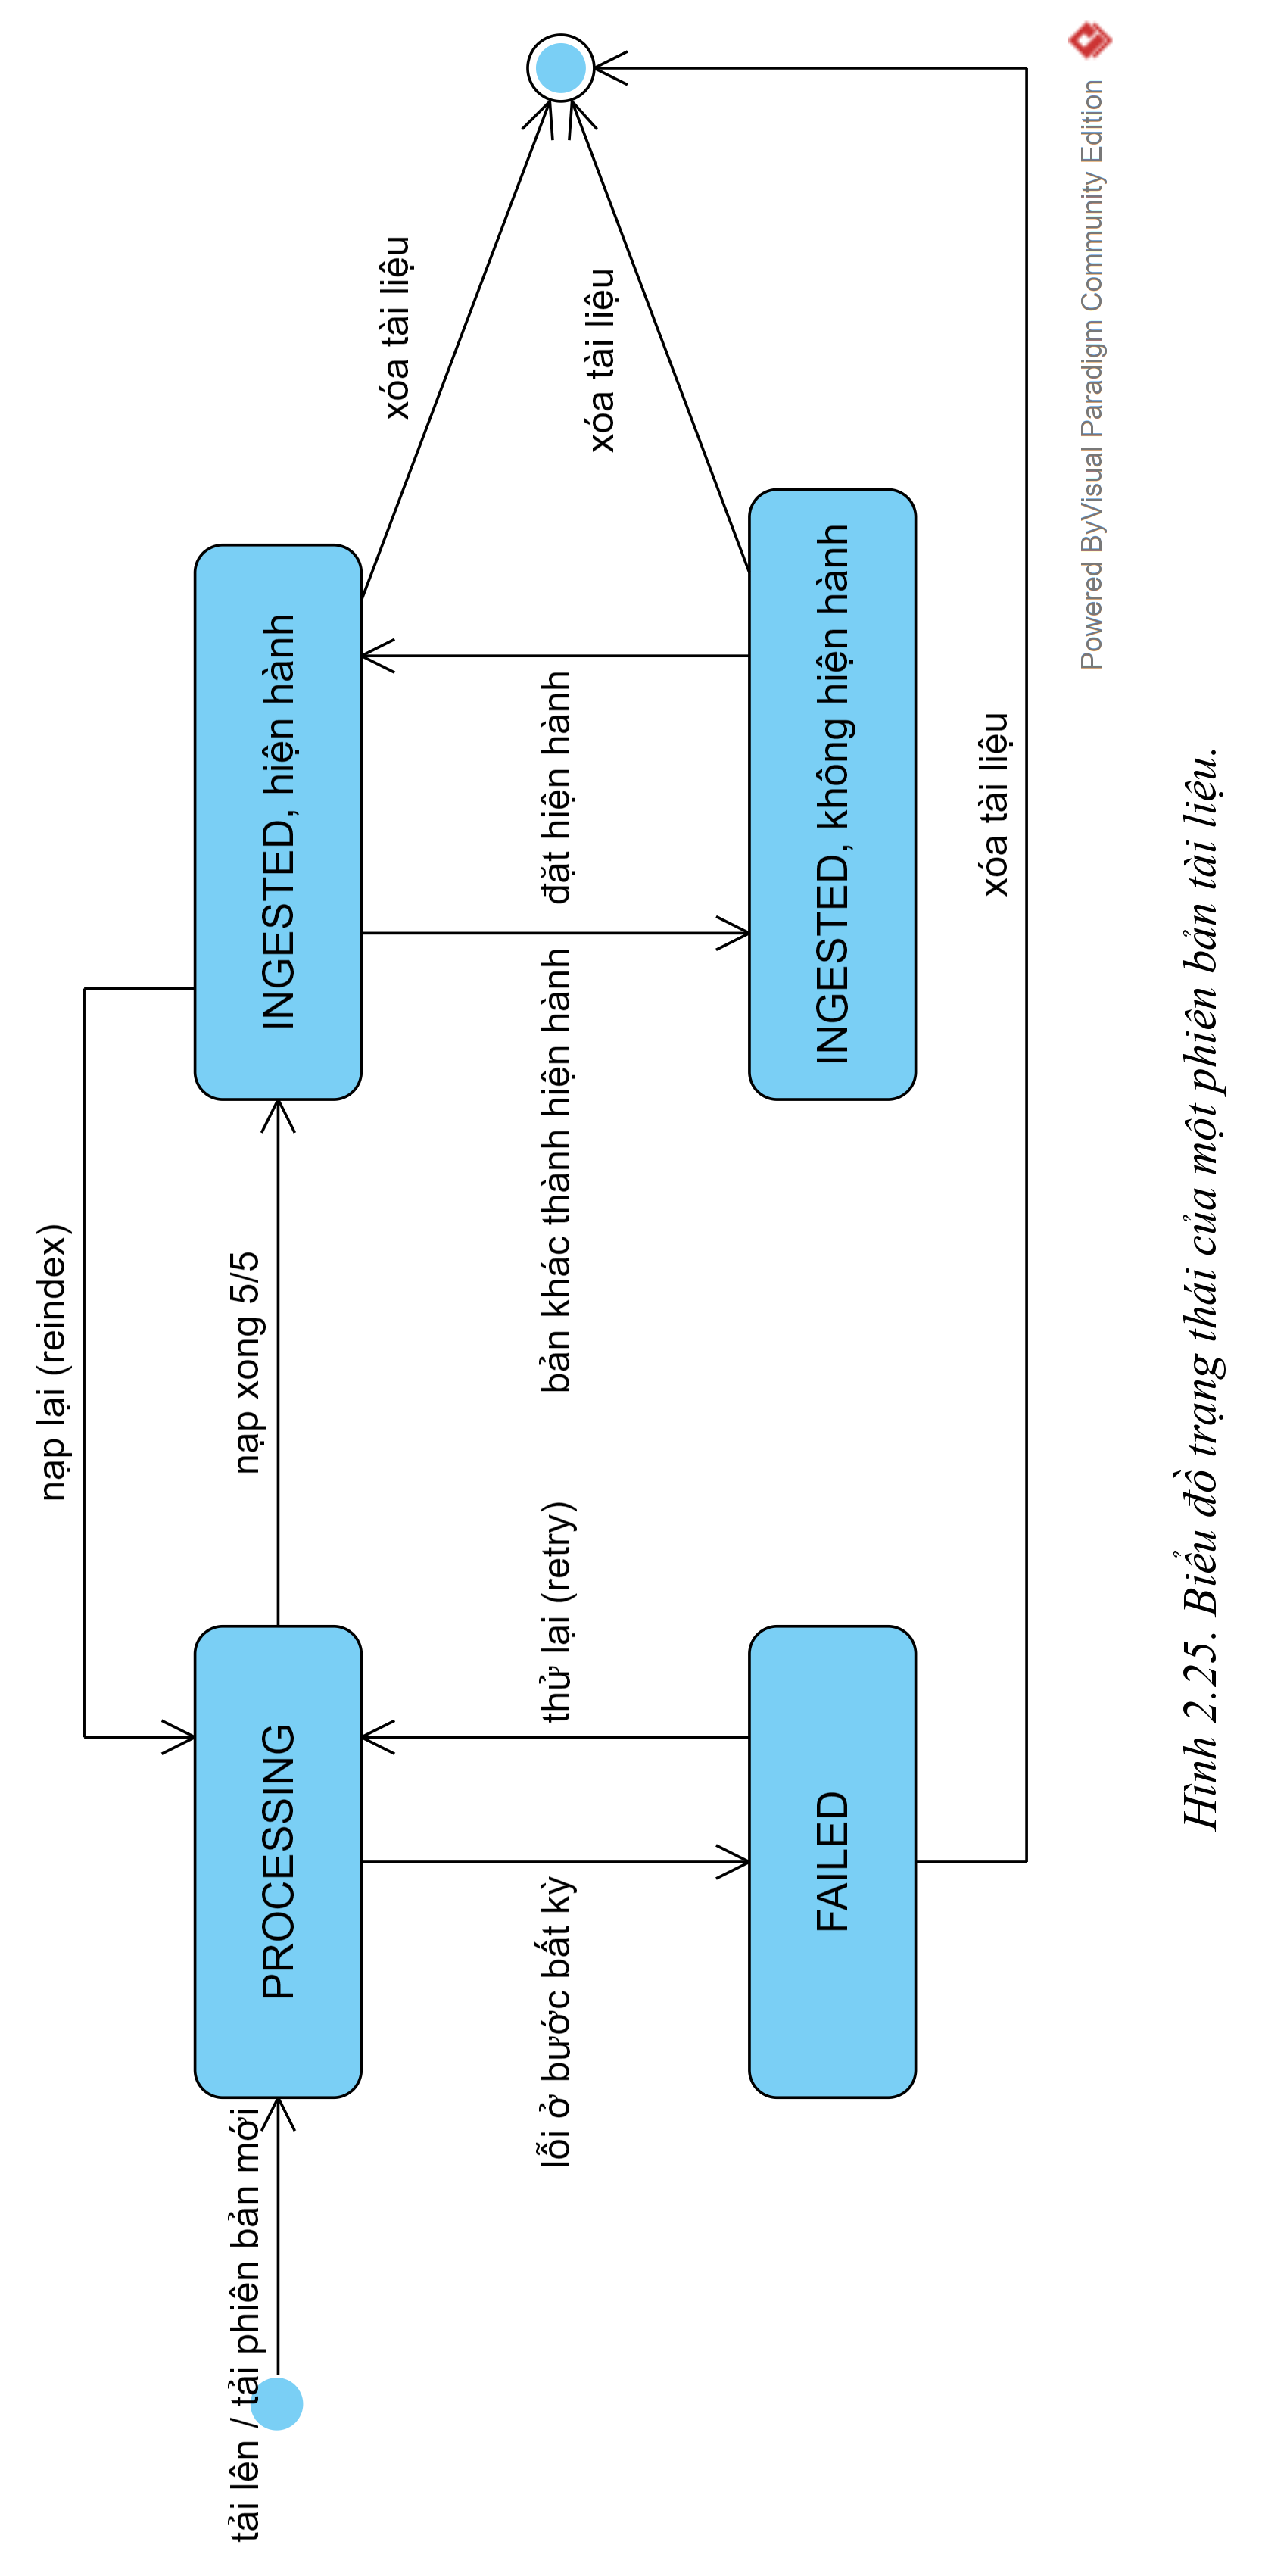 nạp lại (reindex)
tải lên / tải phiên bản mới
PROCESSING
nạp xong 5/5
INGESTED, hiện hành
xóa tài liệu
lỗi ở bước bất kỳ
thử lại (retry)
bản khác thành hiện hành
đặt hiện hành
xóa tài liệu
FAILED
INGESTED, không hiện hành
xóa tài liệu
Powered ByVisual Paradigm Community Edition
Hình 2.25. Biểu đồ trạng thái của một phiên bản tài liệu.